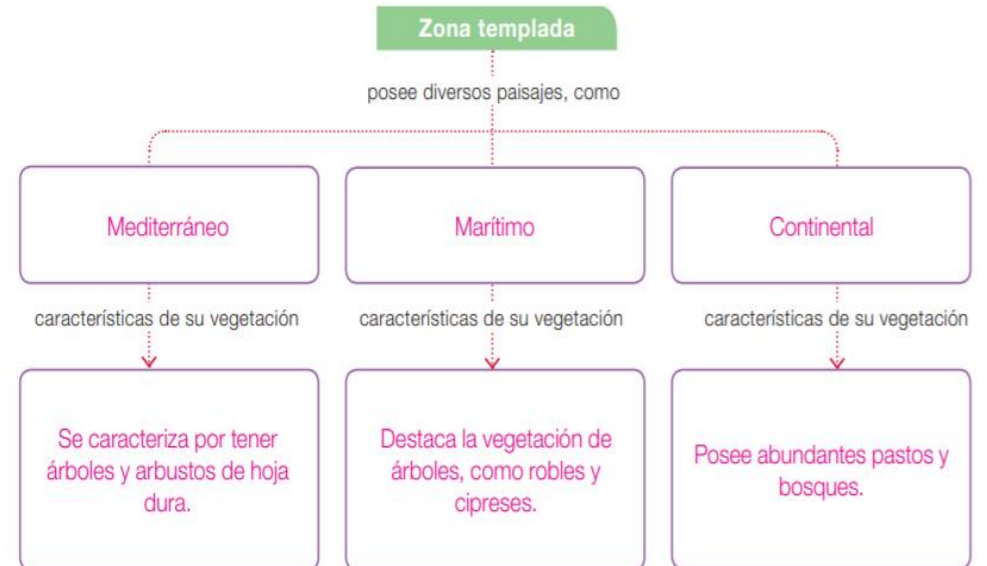 Zona templada
posee diversos paisajes, como
Mediterráneo
Marítimo
Continental
características de su vegetación
características de su vegetación
características de su vegetación
Se caracteriza por tener
árboles y arbustos de hoja
dura.
Destaca la vegetación de
árboles, como robles y
cipreses.
Posee abundantes pastos y
bosques.